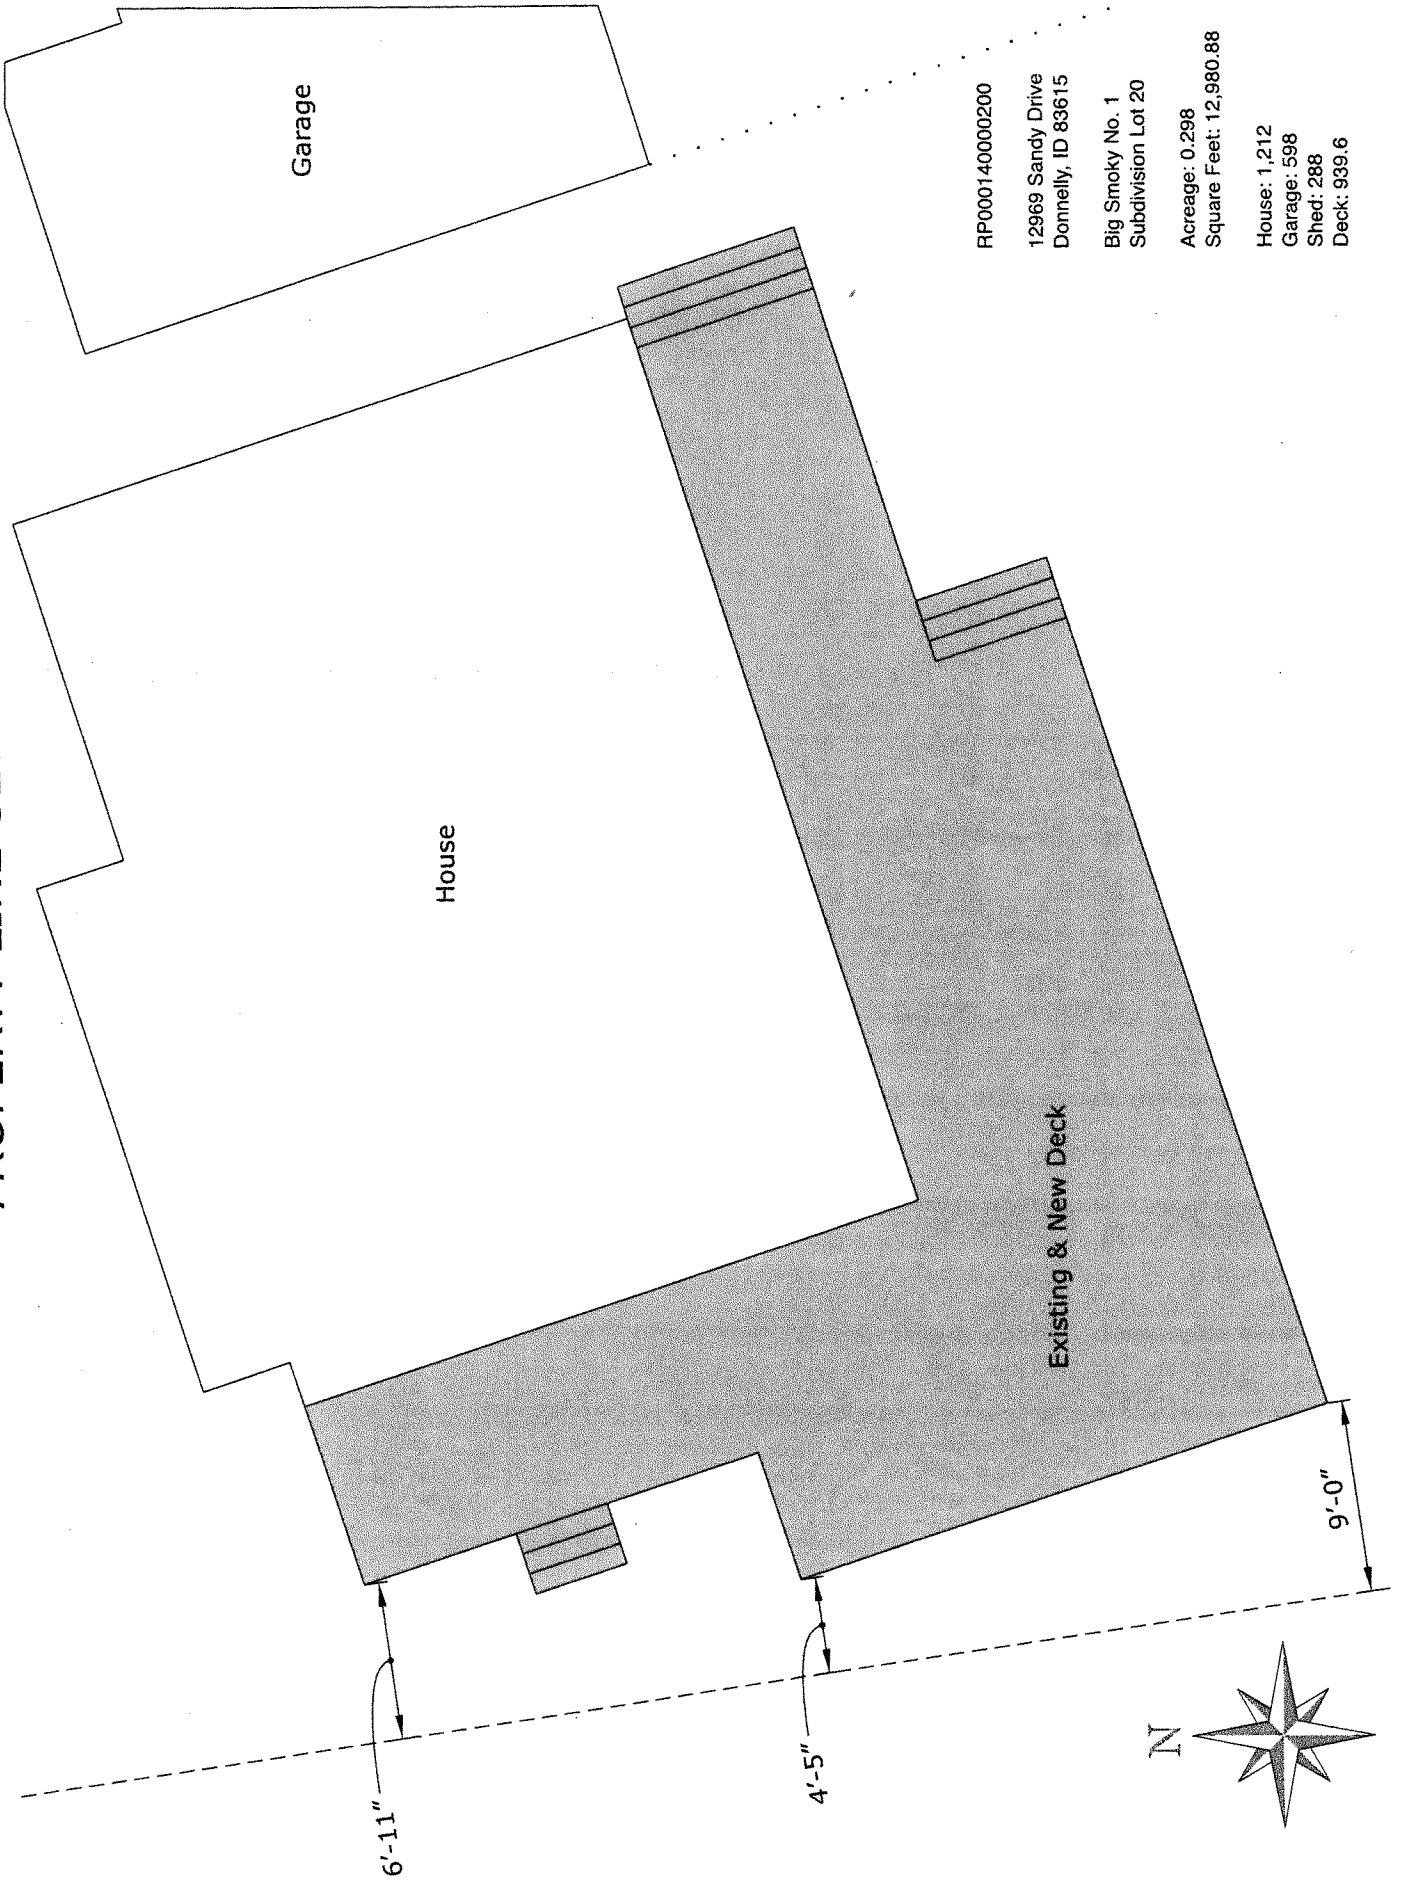 Garage
House
Existing & New Deck
6'-11"
4'-5"
9'-0"
N
RP000140000200
12969 Sandy Drive
Donnelly, ID 83615
Big Smoky No. 1
Subdivision Lot 20
Acreage: 0.298
Square Feet: 12,980.88
House: 1,212
Garage: 598
Shed: 288
Deck: 939.6